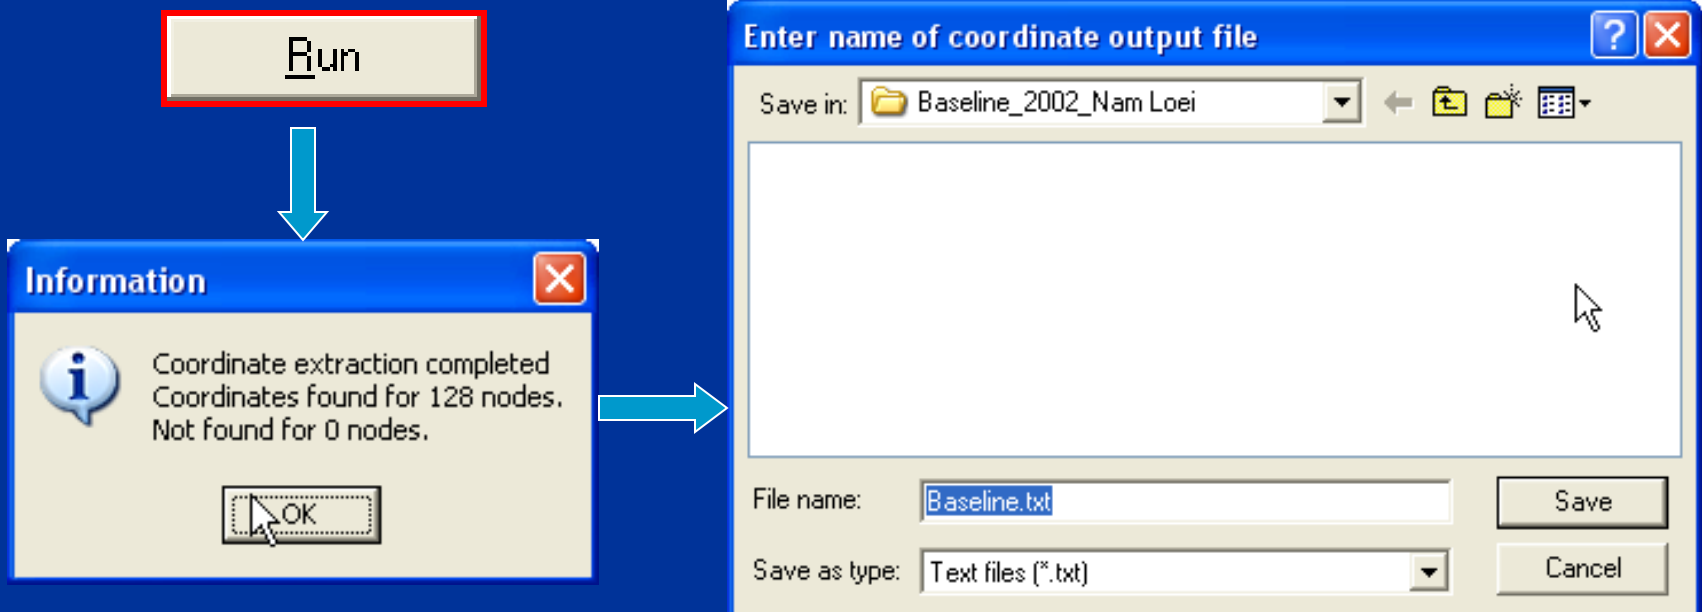 Run
Information
Coordinate extraction completed
Coordinates found for 128 nodes.
Not found for 0 nodes.
OK
Enter name of coordinate output file
Save in:
Baseline_2002_Nam Loei
File name:
Baseline.txt
Save
Save as type:
Text files (*.txt)
Cancel